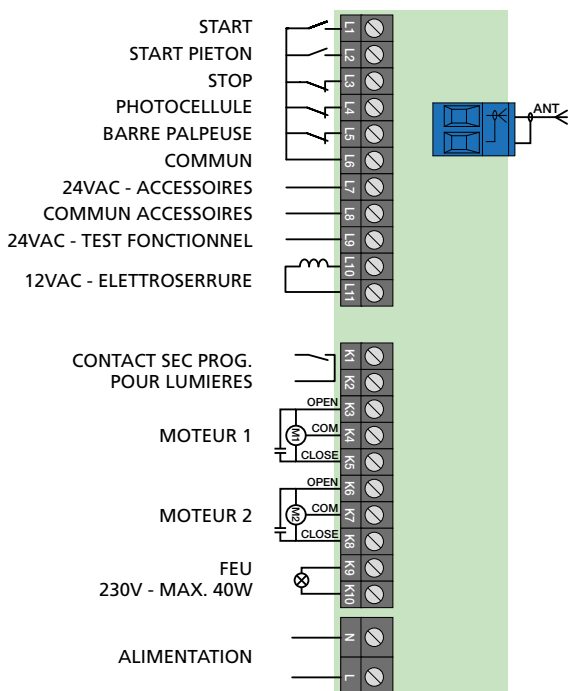 START L1
START PIETON L2
STOP L3
PHOTOCELLULE L4
BARRE PALPEUSE L5
COMMUN L6
24VAC - ACCESSOIRES L7
COMMUN ACCESSOIRES L8
24VAC - TEST FONCTIONNEL L9
12VAC - ELETTROSERRURE L10
L11
ANT
CONTACT SEC PROG. K1
POUR LUMIERES K2
OPEN K3
MOTEUR 1 M1 COM K4
CLOSE K5
OPEN K6
MOTEUR 2 M2 COM K7
CLOSE K8
FEU K9
230V - MAX. 40W K10
ALIMENTATION N
L